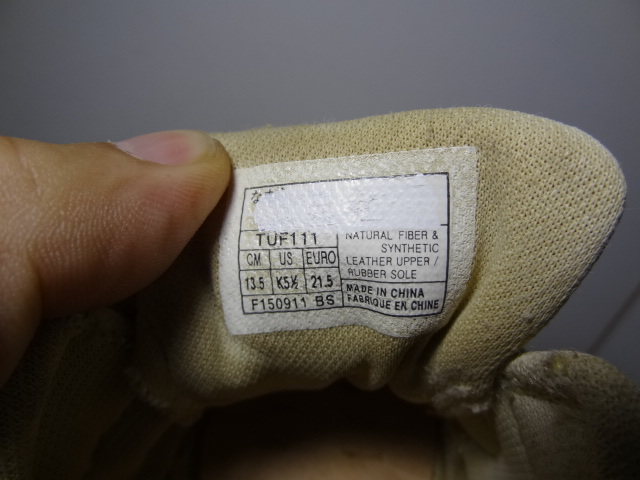 TUF111
CM US EURO
13.5 K5½ 21.5
F150911 BS
NATURAL FIBER &
SYNTHETIC
LEATHER UPPER /
RUBBER SOLE
MADE IN CHINA
FABRIQUE EN CHINE